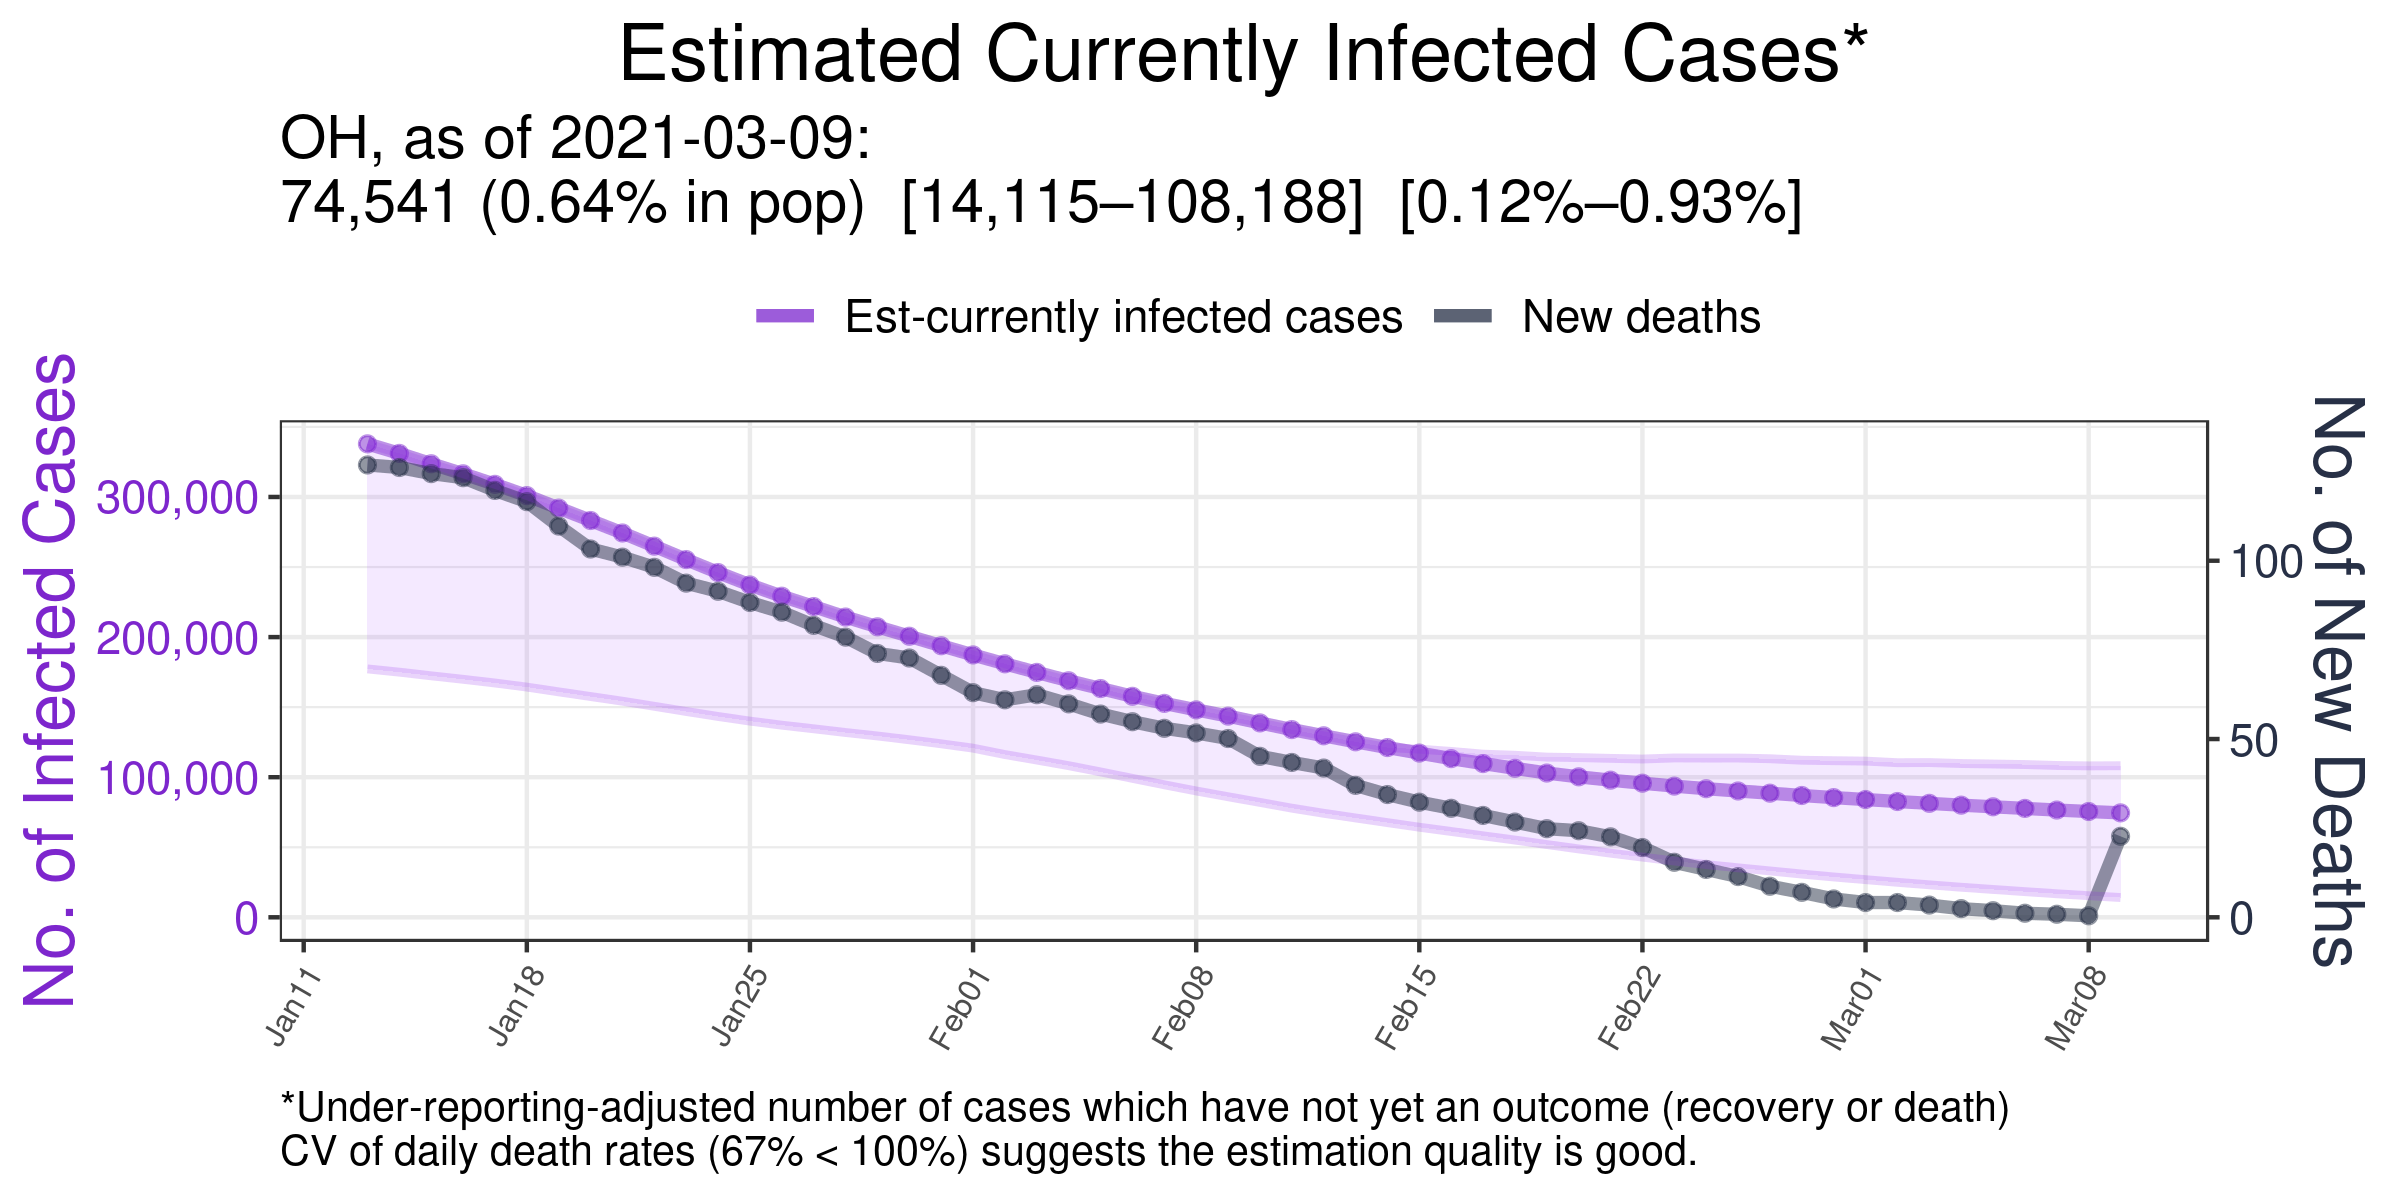 Estimated Currently Infected Cases*
OH, as of 2021-03-09:
74,541 (0.64% in pop)  [14,115–108,188]  [0.12%–0.93%]
Est-currently infected cases
New deaths
No. of Infected Cases
300,000
200,000
100,000
0
No. of New Deaths
100
50
0
Jan11
Jan18
Jan25
Feb01
Feb08
Feb15
Feb22
Mar01
Mar08
*Under-reporting-adjusted number of cases which have not yet an outcome (recovery or death)
CV of daily death rates (67% < 100%) suggests the estimation quality is good.